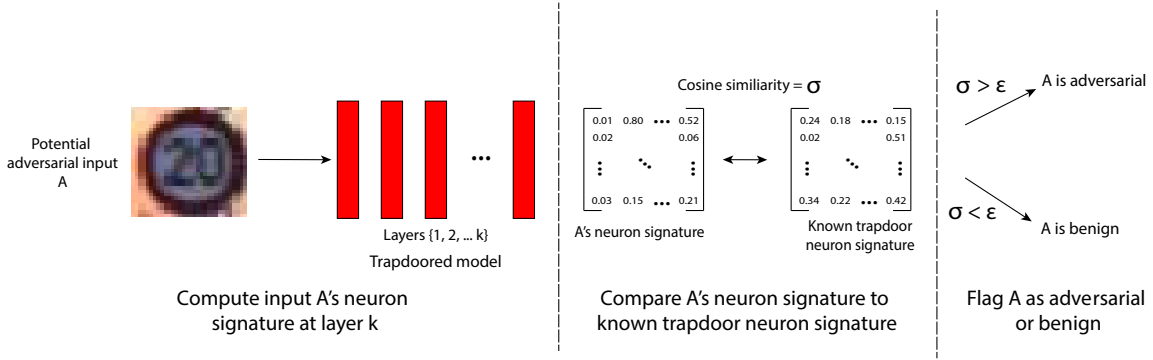 Potential
adversarial input
A
20
...
Layers {1, 2, ... k}
Trapdoored model
Compute input A's neuron
signature at layer k
Cosine similiarity = σ
0.01 0.80 ... 0.52
0.02 0.06
0.03 0.15 ... 0.21
A's neuron signature
0.24 0.18 ... 0.15
0.02 0.51
0.34 0.22 ... 0.42
Known trapdoor
neuron signature
Compare A's neuron signature to
known trapdoor neuron signature
σ > ε
A is adversarial
σ < ε
A is benign
Flag A as adversarial
or benign